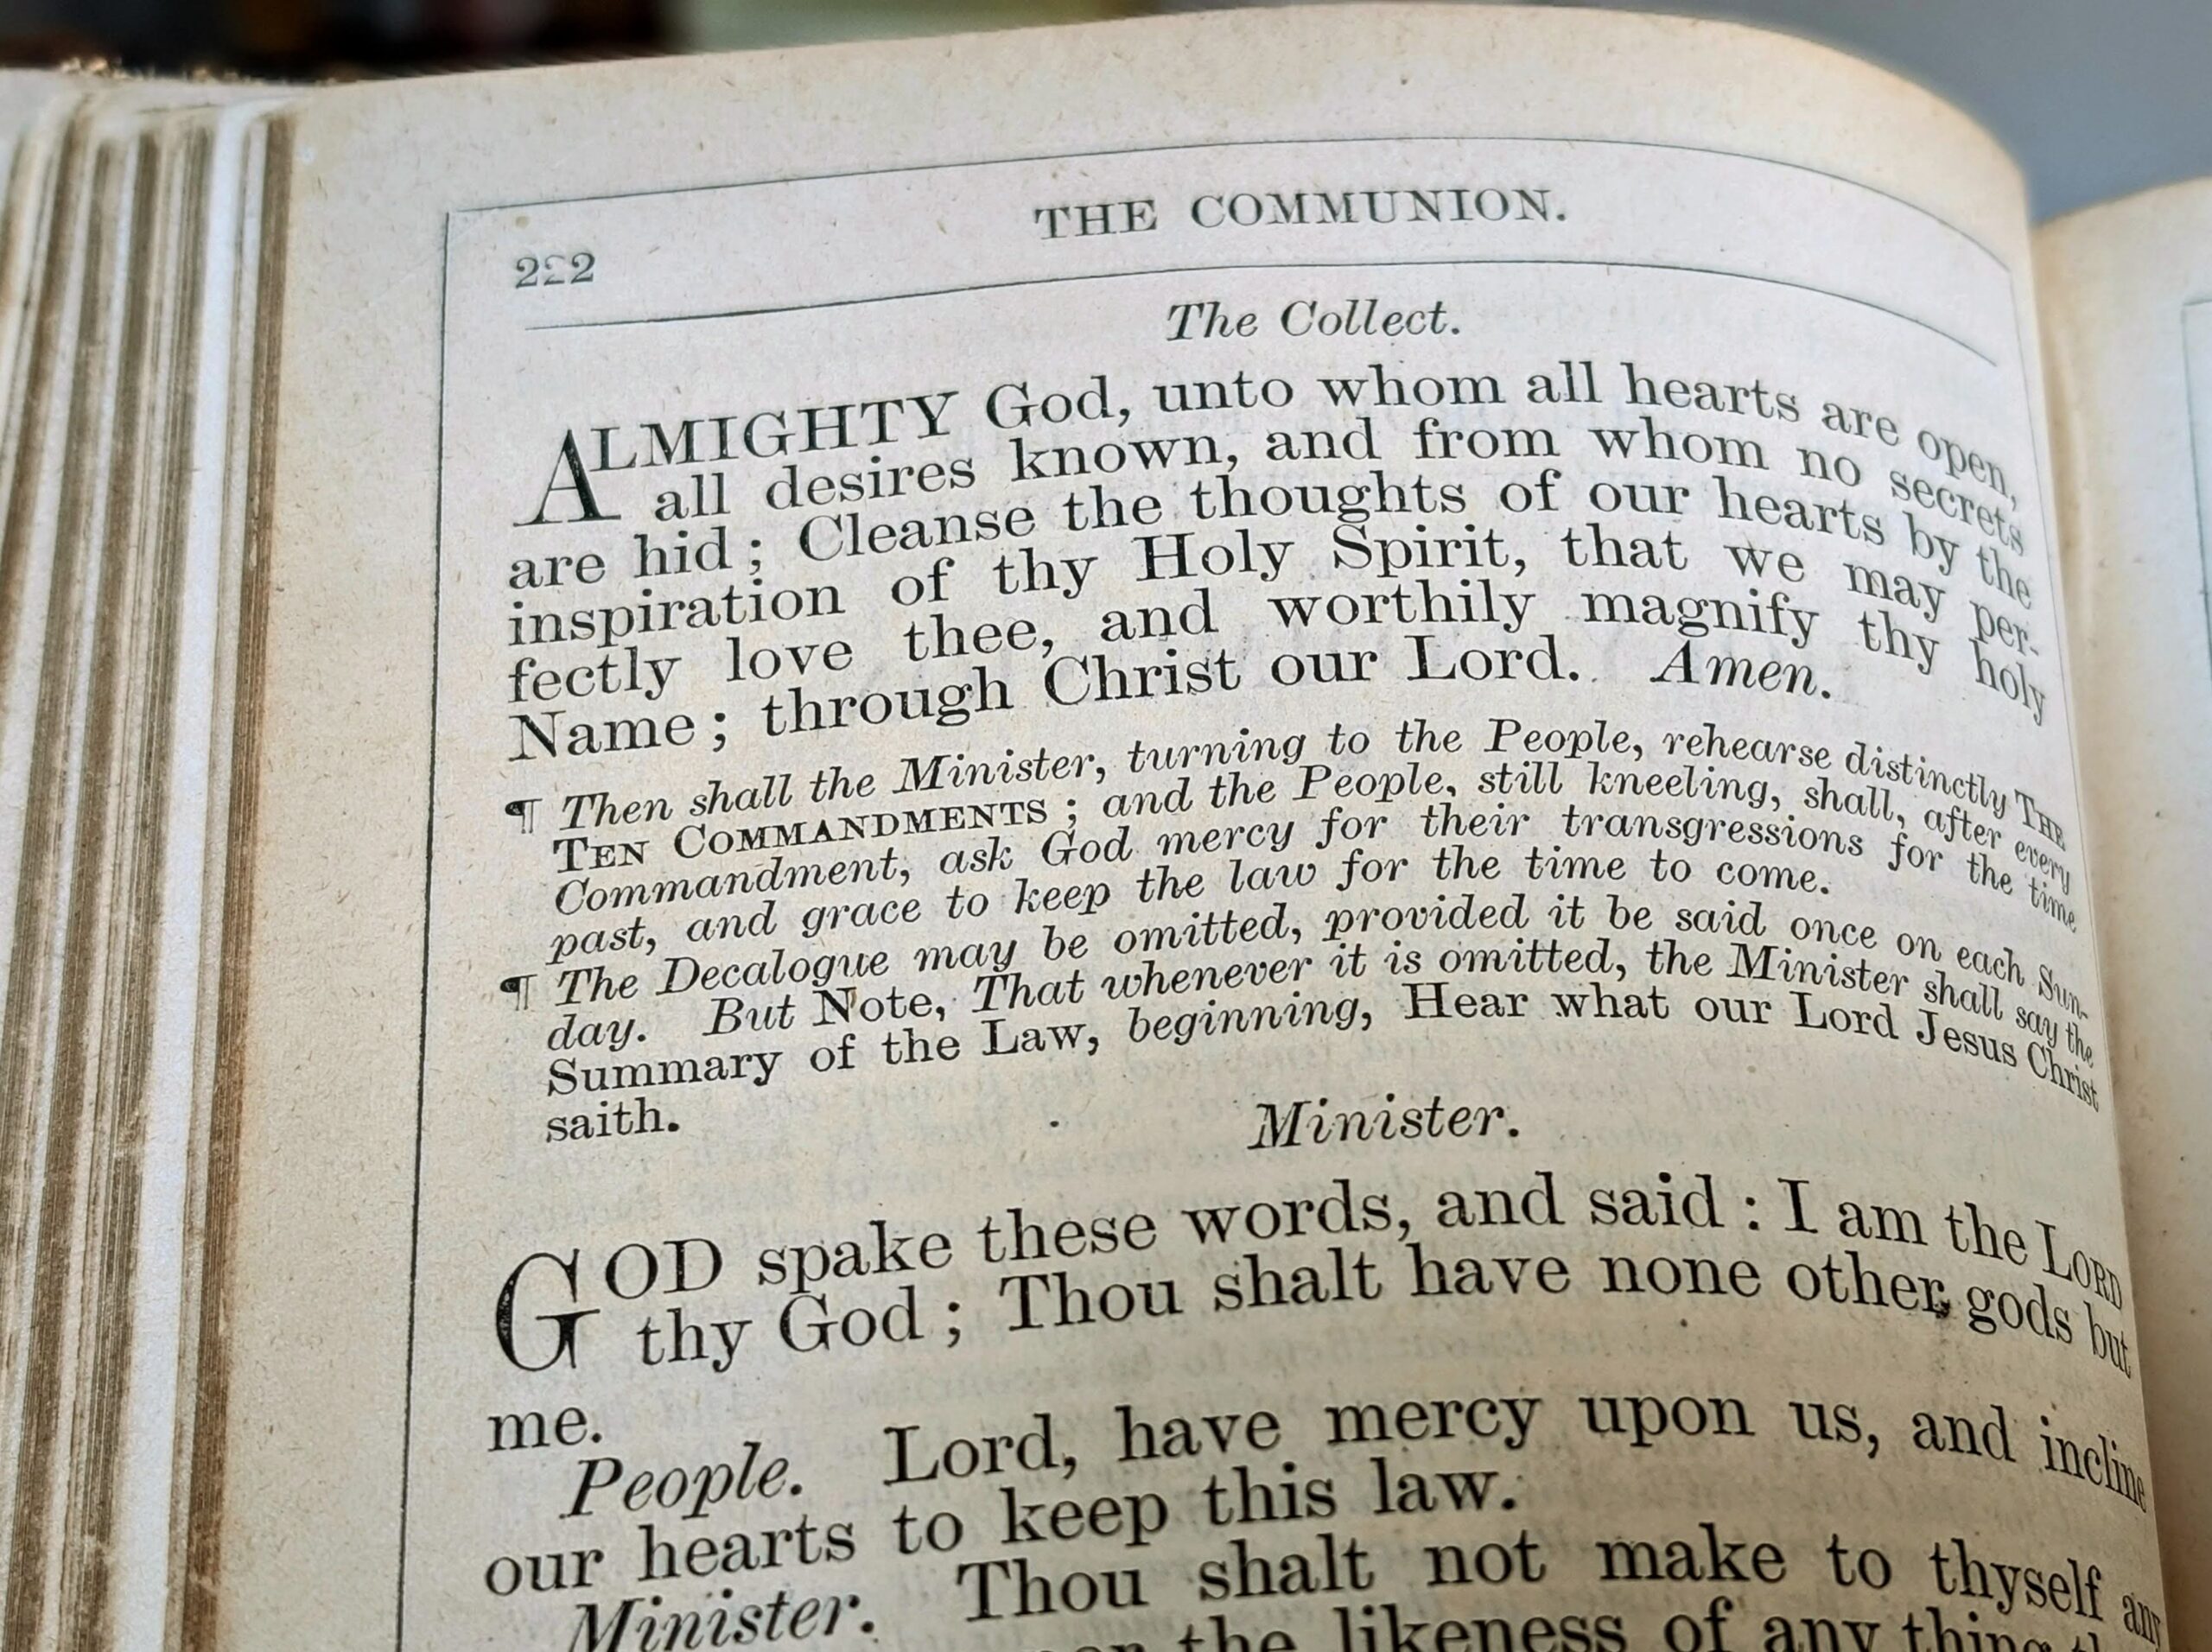 THE COMMUNION.
222
The Collect.
ALMIGHTY God, unto whom all hearts are open,
all desires known, and from whom no secrets
are hid; Cleanse the thoughts of our hearts by the
inspiration of thy Holy Spirit, that we may per-
fectly love thee, and worthily magnify thy holy
Name; through Christ our Lord. Amen.
¶ Then shall the Minister, turning to the People, rehearse distinctly THE
TEN COMMANDMENTS; and the People, still kneeling, shall, after every
Commandment, ask God mercy for their transgressions for the time
past, and grace to keep the law for the time to come.
¶ The Decalogue may be omitted, provided it be said once on each Sun-
day. But Note, That whenever it is omitted, the Minister shall say the
Summary of the Law, beginning, Hear what our Lord Jesus Christ
saith.
Minister.
GOD spake these words, and said: I am the LORD
thy God; Thou shalt have none other gods but
me.
People. Lord, have mercy upon us, and incline
our hearts to keep this law.
Minister. Thou shalt not make to thyself any
the likeness of any thing